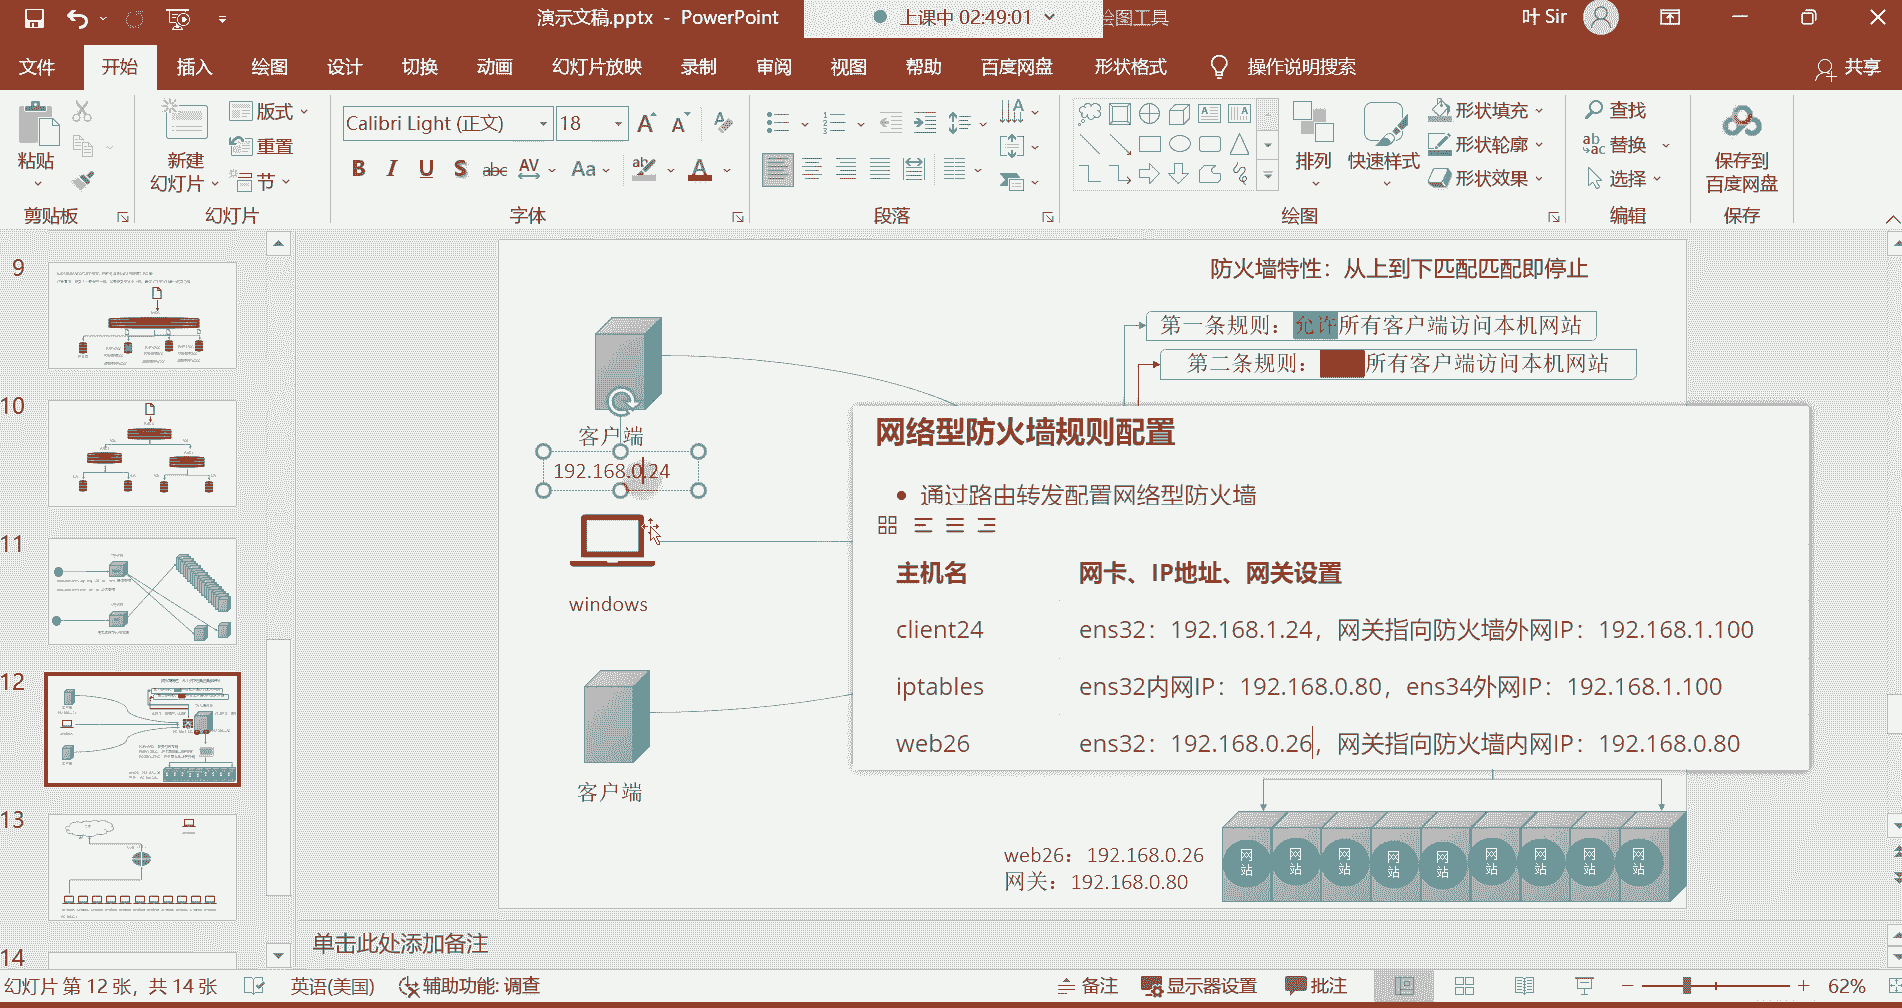 演示文稿.pptx - PowerPoint
上课中 02:49:01
绘图工具
叶 Sir
文件 开始 插入 绘图 设计 切换 动画 幻灯片放映 录制 审阅 视图 帮助 百度网盘 形状格式 操作说明搜索 共享
粘贴
剪贴板
新建
幻灯片
版式
重置
节
幻灯片
Calibri Light (正文) 18
B I U S abc AV Aa A
字体
段落
排列
快速样式
形状填充
形状轮廓
形状效果
绘图
查找
替换
选择
编辑
保存到
百度网盘
保存
9
10
11
12
13
14
防火墙特性：从上到下匹配匹配即停止
第一条规则：允许所有客户端访问本机网站
第二条规则： 所有客户端访问本机网站
客户端
192.168.0.24
windows
客户端
网络型防火墙规则配置
• 通过路由转发配置网络型防火墙
主机名 网卡、IP地址、网关设置
client24 ens32：192.168.1.24，网关指向防火墙外网IP：192.168.1.100
iptables ens32内网IP：192.168.0.80，ens34外网IP：192.168.1.100
web26 ens32：192.168.0.26，网关指向防火墙内网IP：192.168.0.80
web26：192.168.0.26
网关：192.168.0.80
网站 网站 网站 网站 网站 网站 网站 网站 网站
单击此处添加备注
幻灯片 第 12 张，共 14 张 英语(美国) 辅助功能: 调查 备注 显示器设置 批注 62%